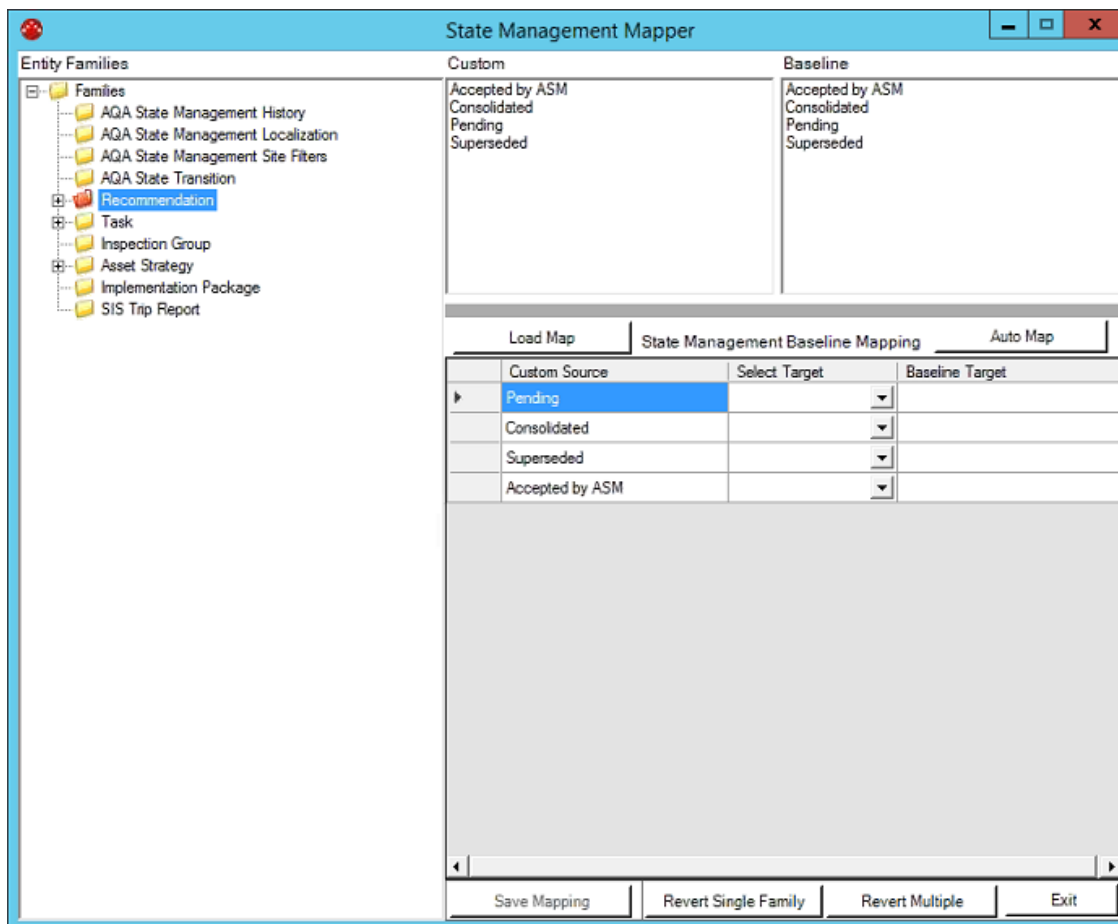 State Management Mapper
Entity Families
Families
AQA State Management History
AQA State Management Localization
AQA State Management Site Filters
AQA State Transition
Recommendation
Task
Inspection Group
Asset Strategy
Implementation Package
SIS Trip Report
Custom
Accepted by ASM
Consolidated
Pending
Superseded
Baseline
Accepted by ASM
Consolidated
Pending
Superseded
Load Map
State Management Baseline Mapping
Auto Map
Custom Source Select Target Baseline Target
Pending
Consolidated
Superseded
Accepted by ASM
Save Mapping Revert Single Family Revert Multiple Exit